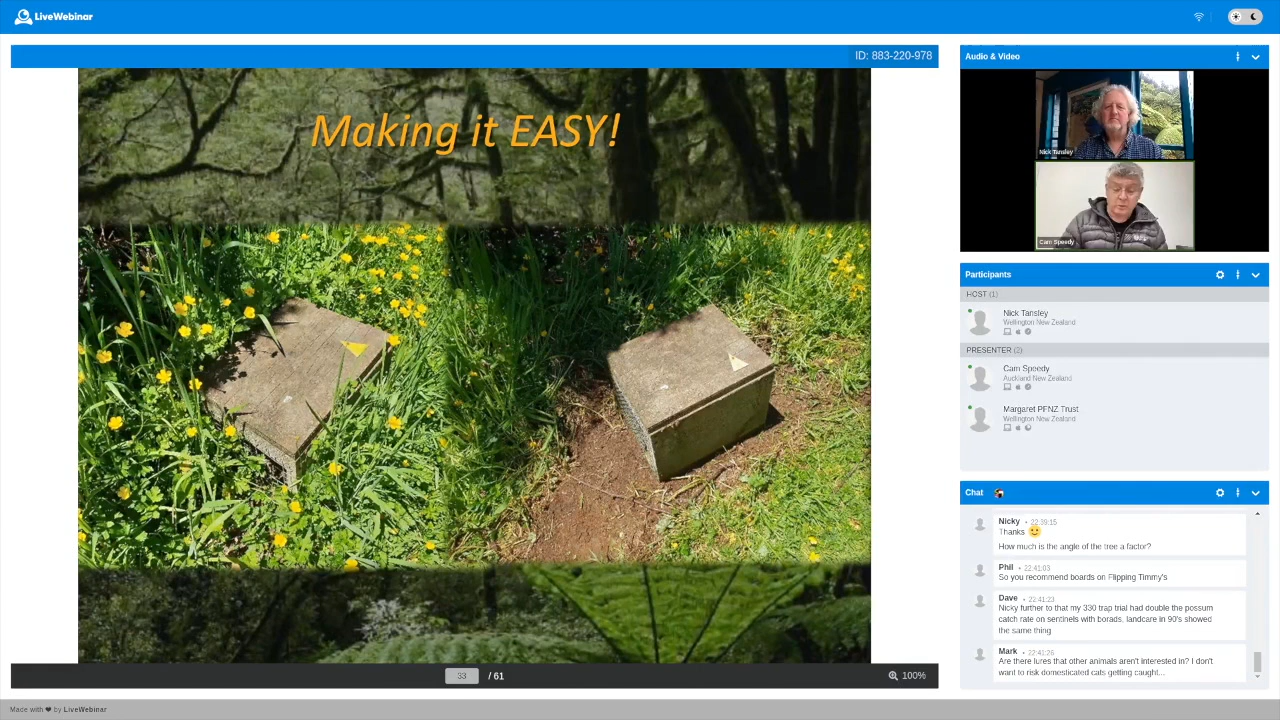 LiveWebinar
ID: 883-220-978
Making it EASY!
33 / 61
100%
Audio & Video
Nick Tansley
Cam Speedy
Participants
HOST (1)
Nick Tansley
Wellington New Zealand
PRESENTER (2)
Cam Speedy
Auckland New Zealand
Margaret PFNZ Trust
Wellington New Zealand
Chat
Nicky • 22:39:15
Thanks
How much is the angle of the tree a factor?
Phil • 22:41:03
So you recommend boards on Flipping Timmy's
Dave • 22:41:23
Nicky further to that my 330 trap trial had double the possum
catch rate on sentinels with borads. landcare in 90's showed
the same thing
Mark • 22:41:26
Are there lures that other animals aren't interested in? I don't
want to risk domesticated cats getting caught...
Made with ❤ by LiveWebinar